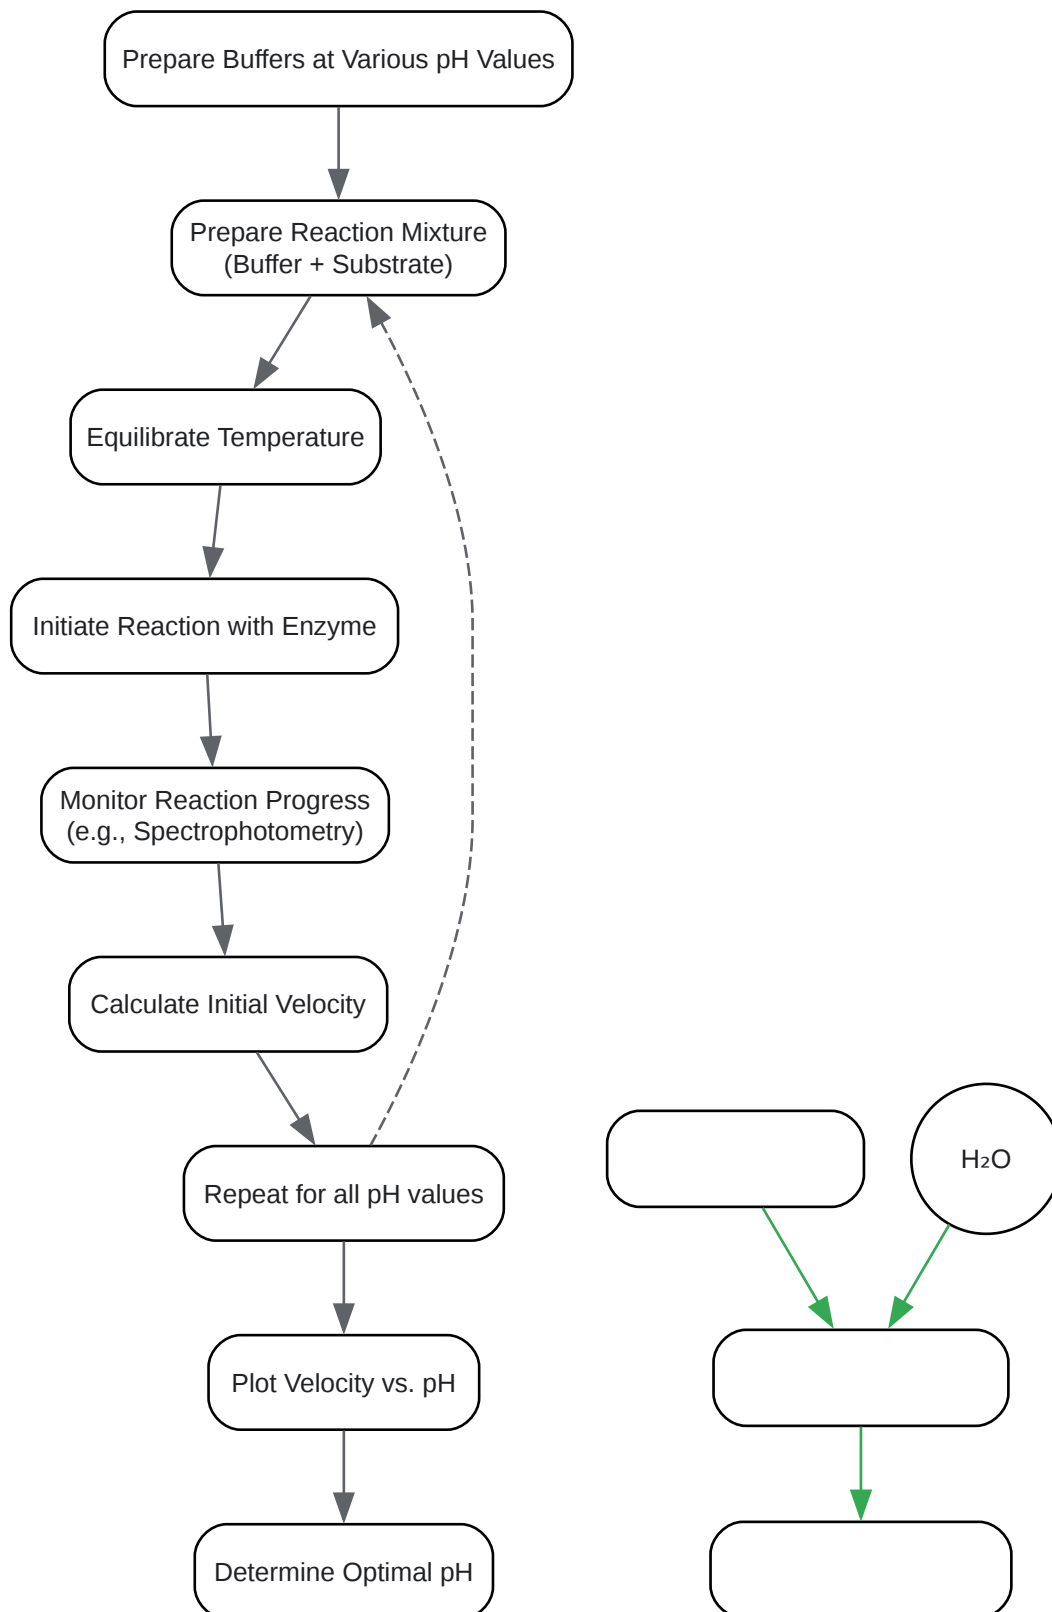 Prepare Buffers at Various pH Values
Prepare Reaction Mixture
(Buffer + Substrate)
Equilibrate Temperature
Initiate Reaction with Enzyme
Monitor Reaction Progress
(e.g., Spectrophotometry)
Calculate Initial Velocity
Repeat for all pH values
H₂O
Plot Velocity vs. pH
Determine Optimal pH